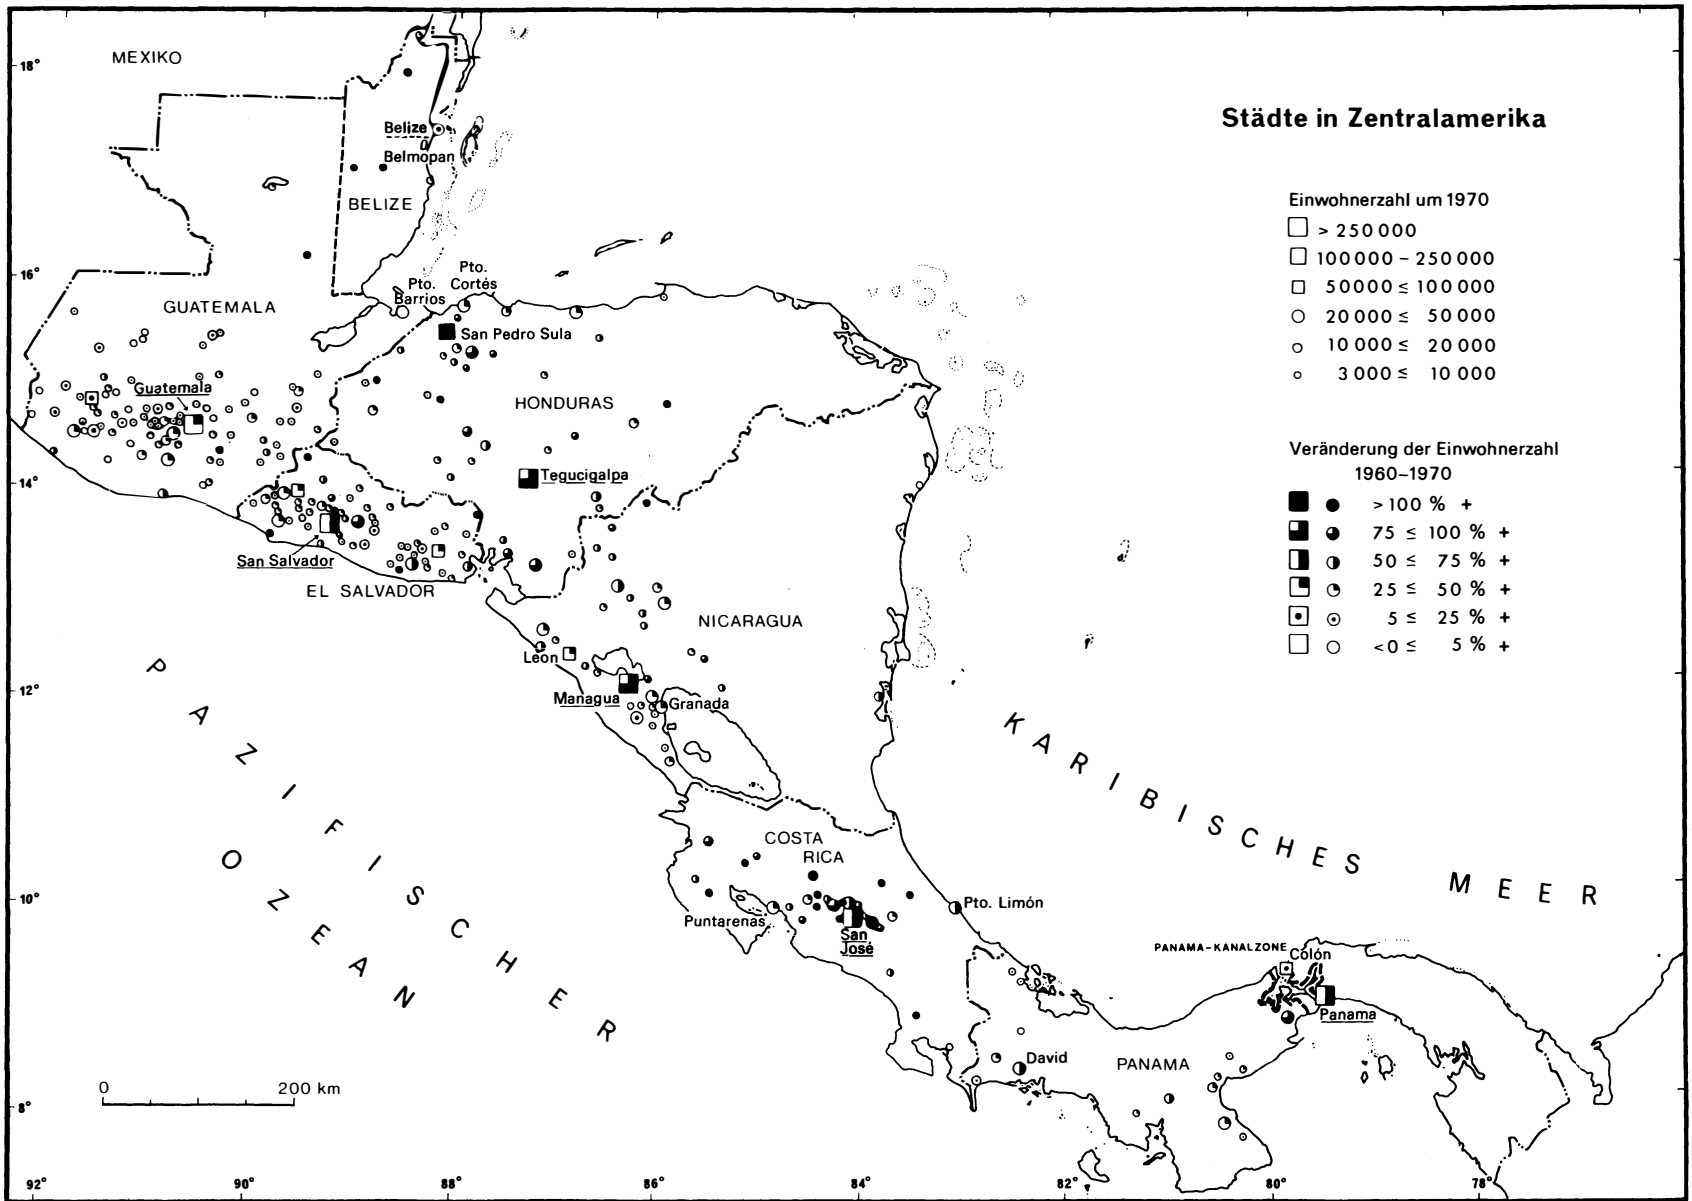 Städte in Zentralamerika
Einwohnerzahl um 1970
> 250 000
100 000 – 250 000
50 000 ≤ 100 000
20 000 ≤ 50 000
10 000 ≤ 20 000
3 000 ≤ 10 000
Veränderung der Einwohnerzahl
1960–1970
> 100 % +
75 ≤ 100 % +
50 ≤ 75 % +
25 ≤ 50 % +
5 ≤ 25 % +
<0 ≤ 5 % +
MEXIKO
Belize
Belmopan
BELIZE
GUATEMALA
Pto.
Barrios
Pto.
Cortés
San Pedro Sula
Guatemala
HONDURAS
Tegucigalpa
San Salvador
EL SALVADOR
NICARAGUA
Leon
Managua
Granada
COSTA
RICA
Puntarenas
San
José
Pto. Limón
PANAMA-KANALZONE
Colón
Panama
David
PANAMA
PAZIFISCHER
OZEAN
KARIBISCHES MEER
0 200 km
18°
16°
14°
12°
10°
8°
92° 90° 88° 86° 84° 82° 80° 78°